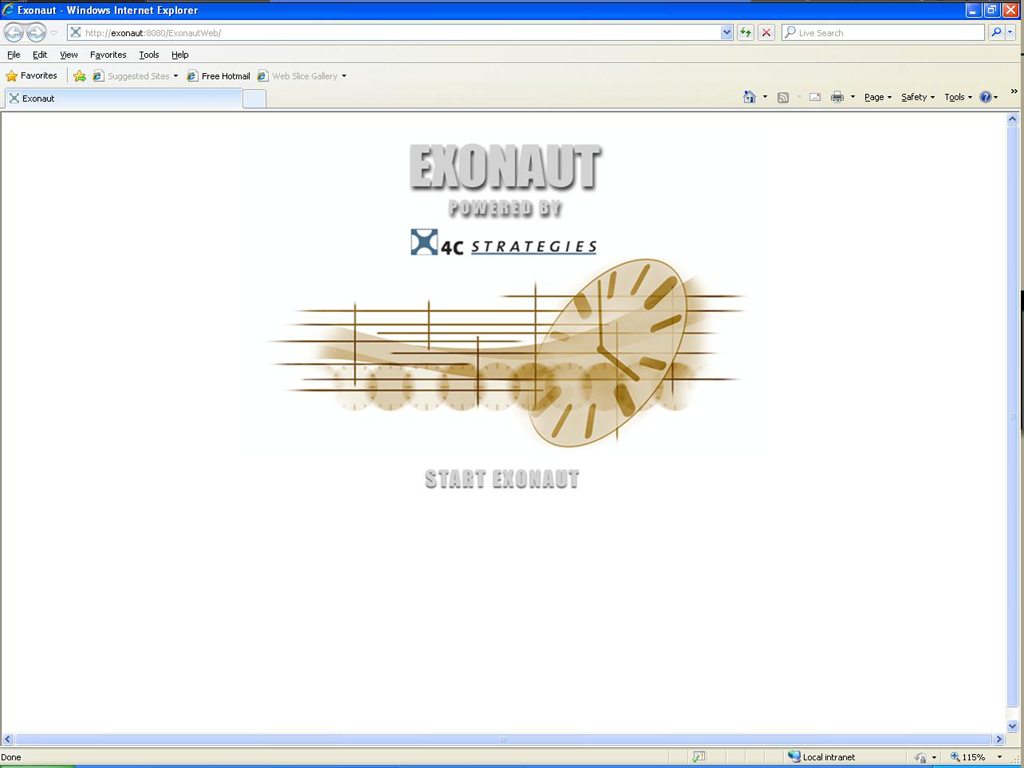 Exonaut - Windows Internet Explorer
http://exonaut:8080/ExonautWeb/
Live Search
File Edit View Favorites Tools Help
Favorites Suggested Sites Free Hotmail Web Slice Gallery
Exonaut
Page Safety Tools
EXONAUT
POWERED BY
4C STRATEGIES
START EXONAUT
Done
Local intranet
115%